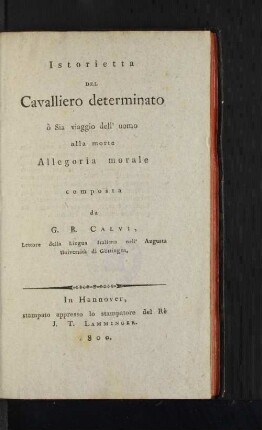 Istorietta
DEL
Cavalliero determinato
ò Sia viaggio dell' uomo
alla morte
Allegoria morale
composta
da
G. B. CALVI,
Lettore della Lingua Italiana nell' Augusta
Università di Gottinga,
In Hannover,
stampato appresso lo stampatore del Rè
J. T. LAMMINGER.
800.